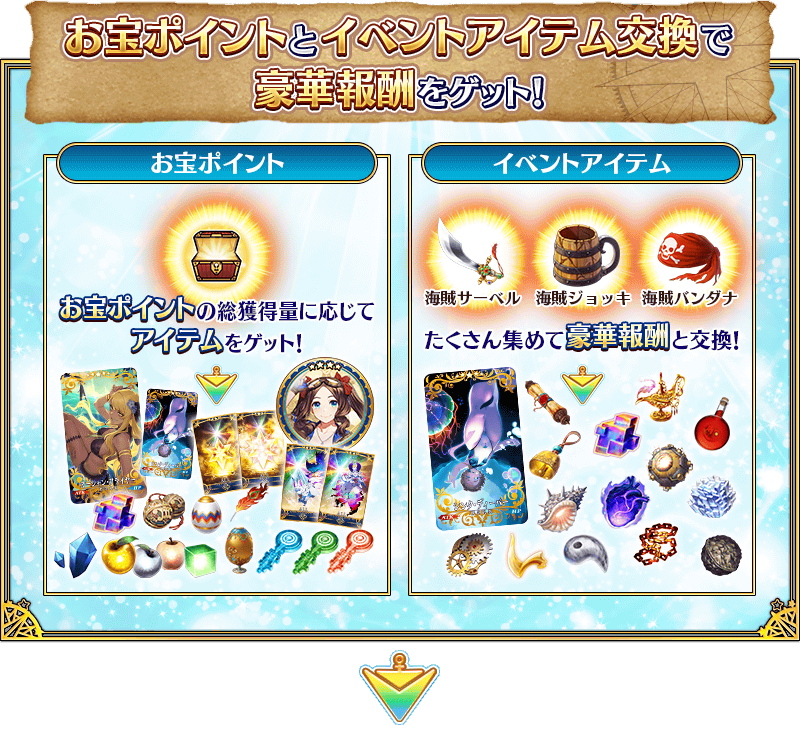 お宝ポイントとイベントアイテム交換で
豪華報酬をゲット!
お宝ポイント
お宝ポイントの総獲得量に応じて
アイテムをゲット!
イベントアイテム
海賊サーベル
海賊ジョッキ
海賊バンダナ
たくさん集めて豪華報酬と交換!